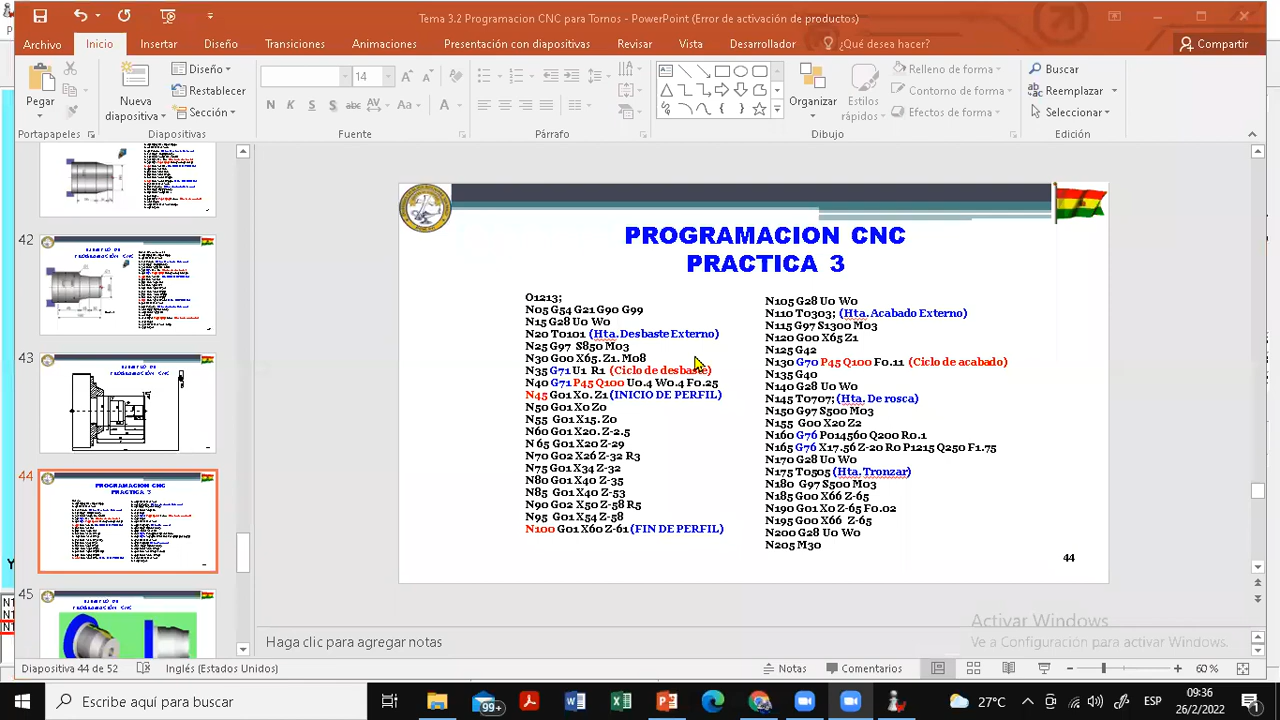 Tema 3.2 Programacion CNC para Tornos - PowerPoint (Error de activación de productos)
Archivo Inicio Insertar Diseño Transiciones Animaciones Presentación con diapositivas Revisar Vista Desarrollador ¿Qué desea hacer? Compartir
Pegar
Nueva diapositiva
Diseño
Restablecer
Sección
14
N K S S abc AV Aa A
Organizar
Estilos rápidos
Relleno de forma
Contorno de forma
Efectos de forma
Buscar
Reemplazar
Seleccionar
Portapapeles Diapositivas Fuente Párrafo Dibujo Edición
42
43
44
45
PROGRAMACION CNC
PRACTICA 3
O1213;
N05 G54 G21 G90 G99
N15 G28 U0 W0
N20 T0101 (Hta. Desbaste Externo)
N25 G97 S850 M03
N30 G00 X65. Z1. M08
N35 G71 U1 R1 (Ciclo de desbaste)
N40 G71 P45 Q100 U0.4 W0.4 F0.25
N45 G01 X0. Z1 (INICIO DE PERFIL)
N50 G01 X0 Z0
N55 G01 X15. Z0
N60 G01 X20. Z-2.5
N 65 G01 X20 Z-29
N70 G02 X26 Z-32 R3
N75 G01 X34 Z-32
N80 G01 X40 Z-35
N85 G01 X40 Z-53
N90 G02 X50 Z-58 R5
N95 G01 X54 Z-58
N100 G01 X60 Z-61 (FIN DE PERFIL)
N105 G28 U0 W0
N110 T0303; (Hta. Acabado Externo)
N115 G97 S1300 M03
N120 G00 X65 Z1
N125 G42
N130 G70 P45 Q100 F0.11 (Ciclo de acabado)
N135 G40
N140 G28 U0 W0
N145 T0707; (Hta. De rosca)
N150 G97 S500 M03
N155 G00 X20 Z2
N160 G76 P014560 Q200 R0.1
N165 G76 X17.56 Z-20 R0 P1215 Q250 F1.75
N170 G28 U0 W0
N175 T0505 (Hta. Tronzar)
N180 G97 S500 M03
N185 G00 X66 Z-65
N190 G01 X0 Z-65 F0.02
N195 G00 X66 Z-65
N200 G28 U0 W0
N205 M30
44
Activar Windows
Ve a Configuración para activar Windows.
Haga clic para agregar notas
Diapositiva 44 de 52 Inglés (Estados Unidos) Notas Comentarios 60 %
Escribe aquí para buscar
99+
27°C
ESP
09:36
26/2/2022
1